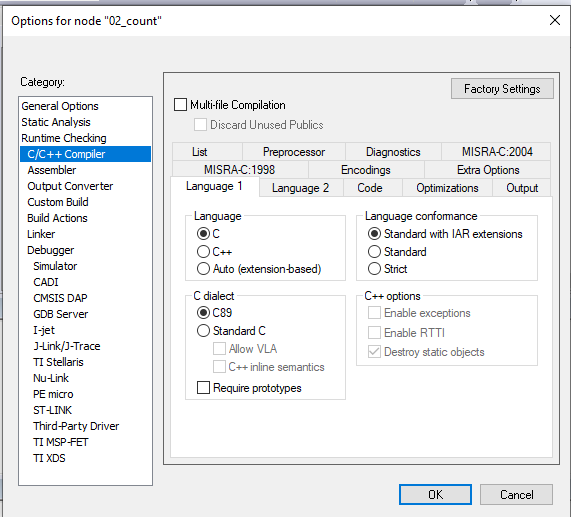 Options for node "02_count"
Category:
General Options
Static Analysis
Runtime Checking
C/C++ Compiler
Assembler
Output Converter
Custom Build
Build Actions
Linker
Debugger
Simulator
CADI
CMSIS DAP
GDB Server
I-jet
J-Link/J-Trace
TI Stellaris
Nu-Link
PE micro
ST-LINK
Third-Party Driver
TI MSP-FET
TI XDS
Factory Settings
Multi-file Compilation
Discard Unused Publics
List Preprocessor Diagnostics MISRA-C:2004
MISRA-C:1998 Encodings Extra Options
Language 1 Language 2 Code Optimizations Output
Language
C
C++
Auto (extension-based)
Language conformance
Standard with IAR extensions
Standard
Strict
C dialect
C89
Standard C
Allow VLA
C++ inline semantics
Require prototypes
C++ options
Enable exceptions
Enable RTTI
Destroy static objects
OK Cancel